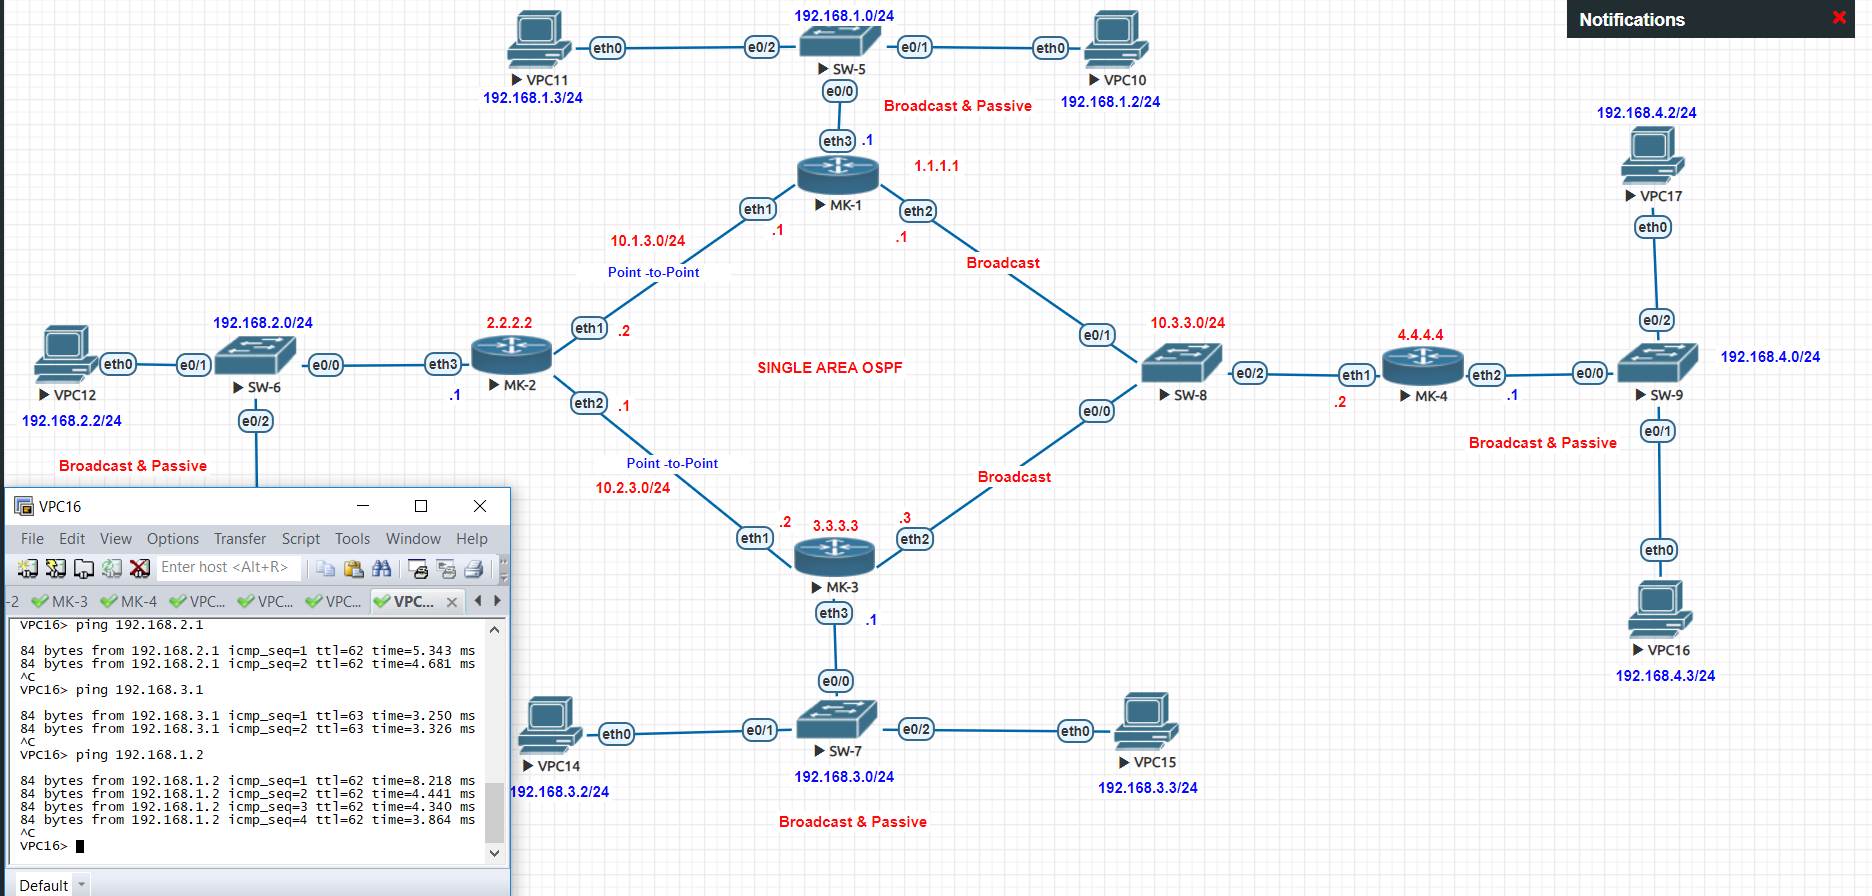 192.168.1.0/24
Notifications
eth0
e0/2
e0/1
eth0
VPC11
SW-5
VPC10
192.168.1.3/24
e0/0
Broadcast & Passive
192.168.1.2/24
192.168.4.2/24
eth3
.1
1.1.1.1
VPC17
MK-1
eth1
eth2
eth0
.1
.1
10.1.3.0/24
Point -to-Point
Broadcast
192.168.2.0/24
2.2.2.2
eth1
.2
10.3.3.0/24
e0/1
4.4.4.4
e0/2
192.168.4.0/24
eth0
e0/1
e0/0
eth3
SINGLE AREA OSPF
e0/2
eth1
eth2
e0/0
VPC12
SW-6
.1
MK-2
SW-8
.2
MK-4
.1
SW-9
192.168.2.2/24
e0/2
eth2
.1
e0/0
e0/1
Broadcast & Passive
Broadcast & Passive
Point -to-Point
10.2.3.0/24
Broadcast
.2
3.3.3.3
.3
eth1
eth2
eth0
MK-3
eth3
.1
VPC16
192.168.4.3/24
e0/0
eth0
e0/1
e0/2
eth0
VPC14
SW-7
VPC15
192.168.3.2/24
192.168.3.0/24
192.168.3.3/24
Broadcast & Passive
VPC16
File Edit View Options Transfer Script Tools Window Help
Enter host <Alt+R>
-2 MK-3 MK-4 VPC... VPC... VPC... VPC...
VPC16> ping 192.168.2.1
84 bytes from 192.168.2.1 icmp_seq=1 ttl=62 time=5.343 ms
84 bytes from 192.168.2.1 icmp_seq=2 ttl=62 time=4.681 ms
^C
VPC16> ping 192.168.3.1
84 bytes from 192.168.3.1 icmp_seq=1 ttl=63 time=3.250 ms
84 bytes from 192.168.3.1 icmp_seq=2 ttl=63 time=3.326 ms
^C
VPC16> ping 192.168.1.2
84 bytes from 192.168.1.2 icmp_seq=1 ttl=62 time=8.218 ms
84 bytes from 192.168.1.2 icmp_seq=2 ttl=62 time=4.441 ms
84 bytes from 192.168.1.2 icmp_seq=3 ttl=62 time=4.340 ms
84 bytes from 192.168.1.2 icmp_seq=4 ttl=62 time=3.864 ms
^C
VPC16>
Default